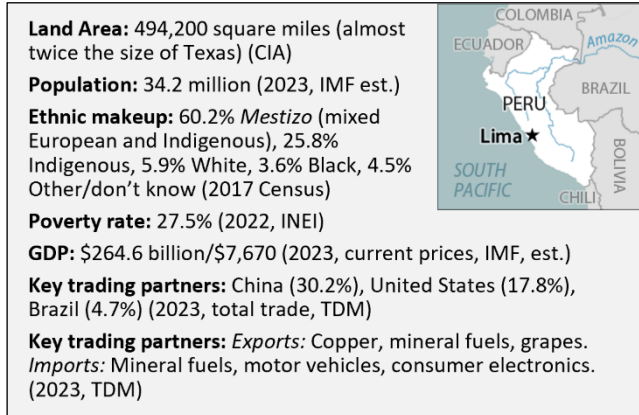 Land Area: 494,200 square miles (almost
twice the size of Texas) (CIA)
Population: 34.2 million (2023, IMF est.)
Ethnic makeup: 60.2% Mestizo (mixed
European and Indigenous), 25.8%
Indigenous, 5.9% White, 3.6% Black, 4.5%
Other/don’t know (2017 Census)
Poverty rate: 27.5% (2022, INEI)
GDP: $264.6 billion/$7,670 (2023, current prices, IMF, est.)
Key trading partners: China (30.2%), United States (17.8%),
Brazil (4.7%) (2023, total trade, TDM)
Key trading partners: Exports: Copper, mineral fuels, grapes.
Imports: Mineral fuels, motor vehicles, consumer electronics.
(2023, TDM)
COLOMBIA
ECUADOR
Amazon
PERU
BRAZIL
Lima
BOLIVIA
SOUTH
PACIFIC
CHILI